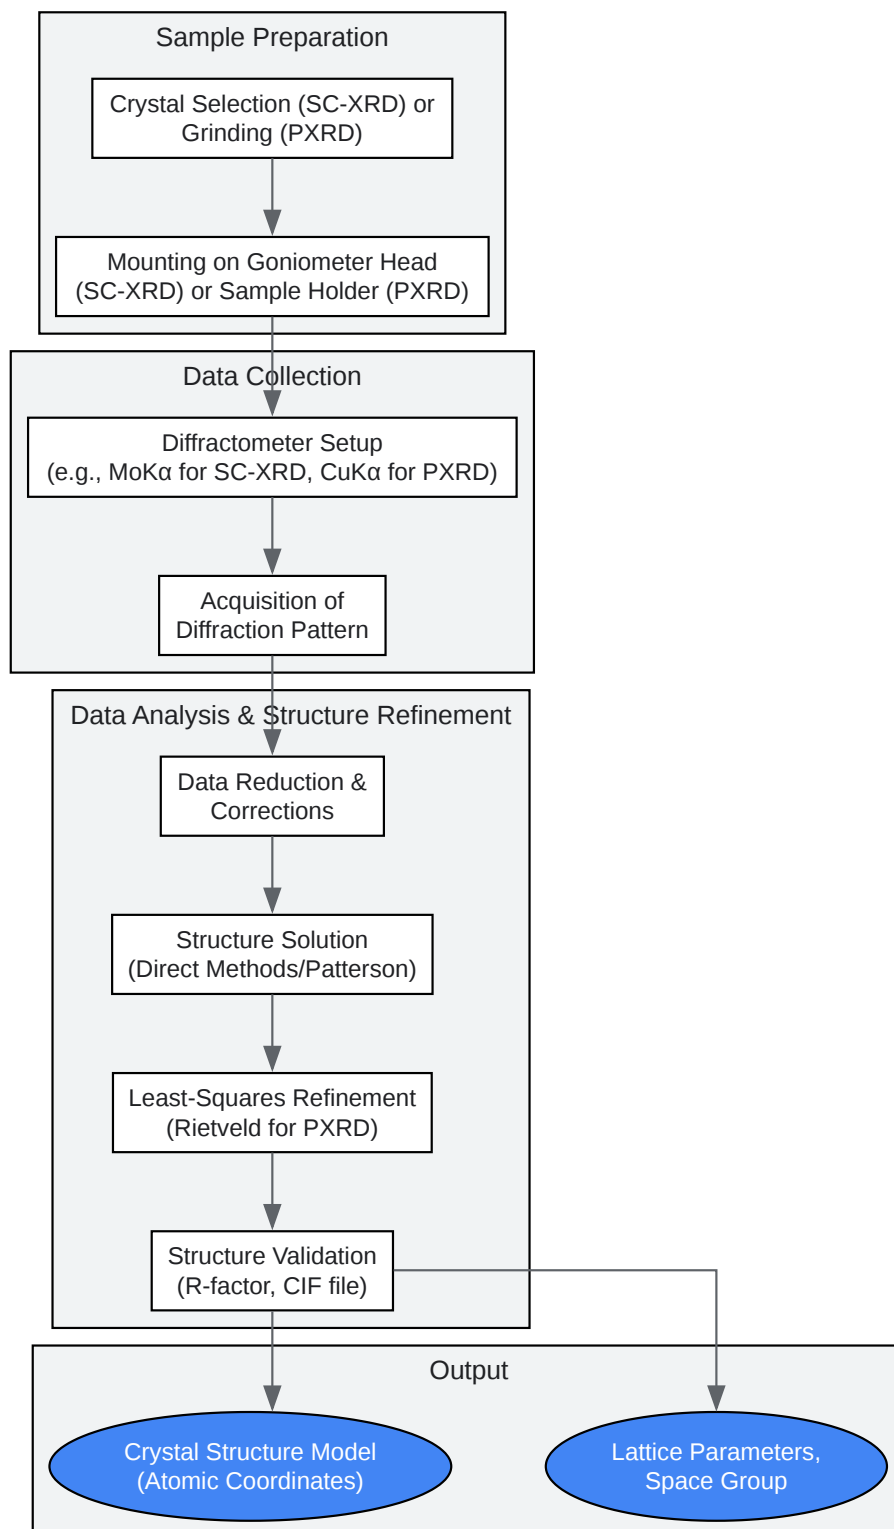 Sample Preparation
Crystal Selection (SC-XRD) or
Grinding (PXRD)
Mounting on Goniometer Head
(SC-XRD) or Sample Holder (PXRD)
Data Collection
Diffractometer Setup
(e.g., MoKα for SC-XRD, CuKα for PXRD)
Acquisition of
Diffraction Pattern
Data Analysis & Structure Refinement
Data Reduction &
Corrections
Structure Solution
(Direct Methods/Patterson)
Least-Squares Refinement
(Rietveld for PXRD)
Structure Validation
(R-factor, CIF file)
Output
Crystal Structure Model
(Atomic Coordinates)
Lattice Parameters,
Space Group